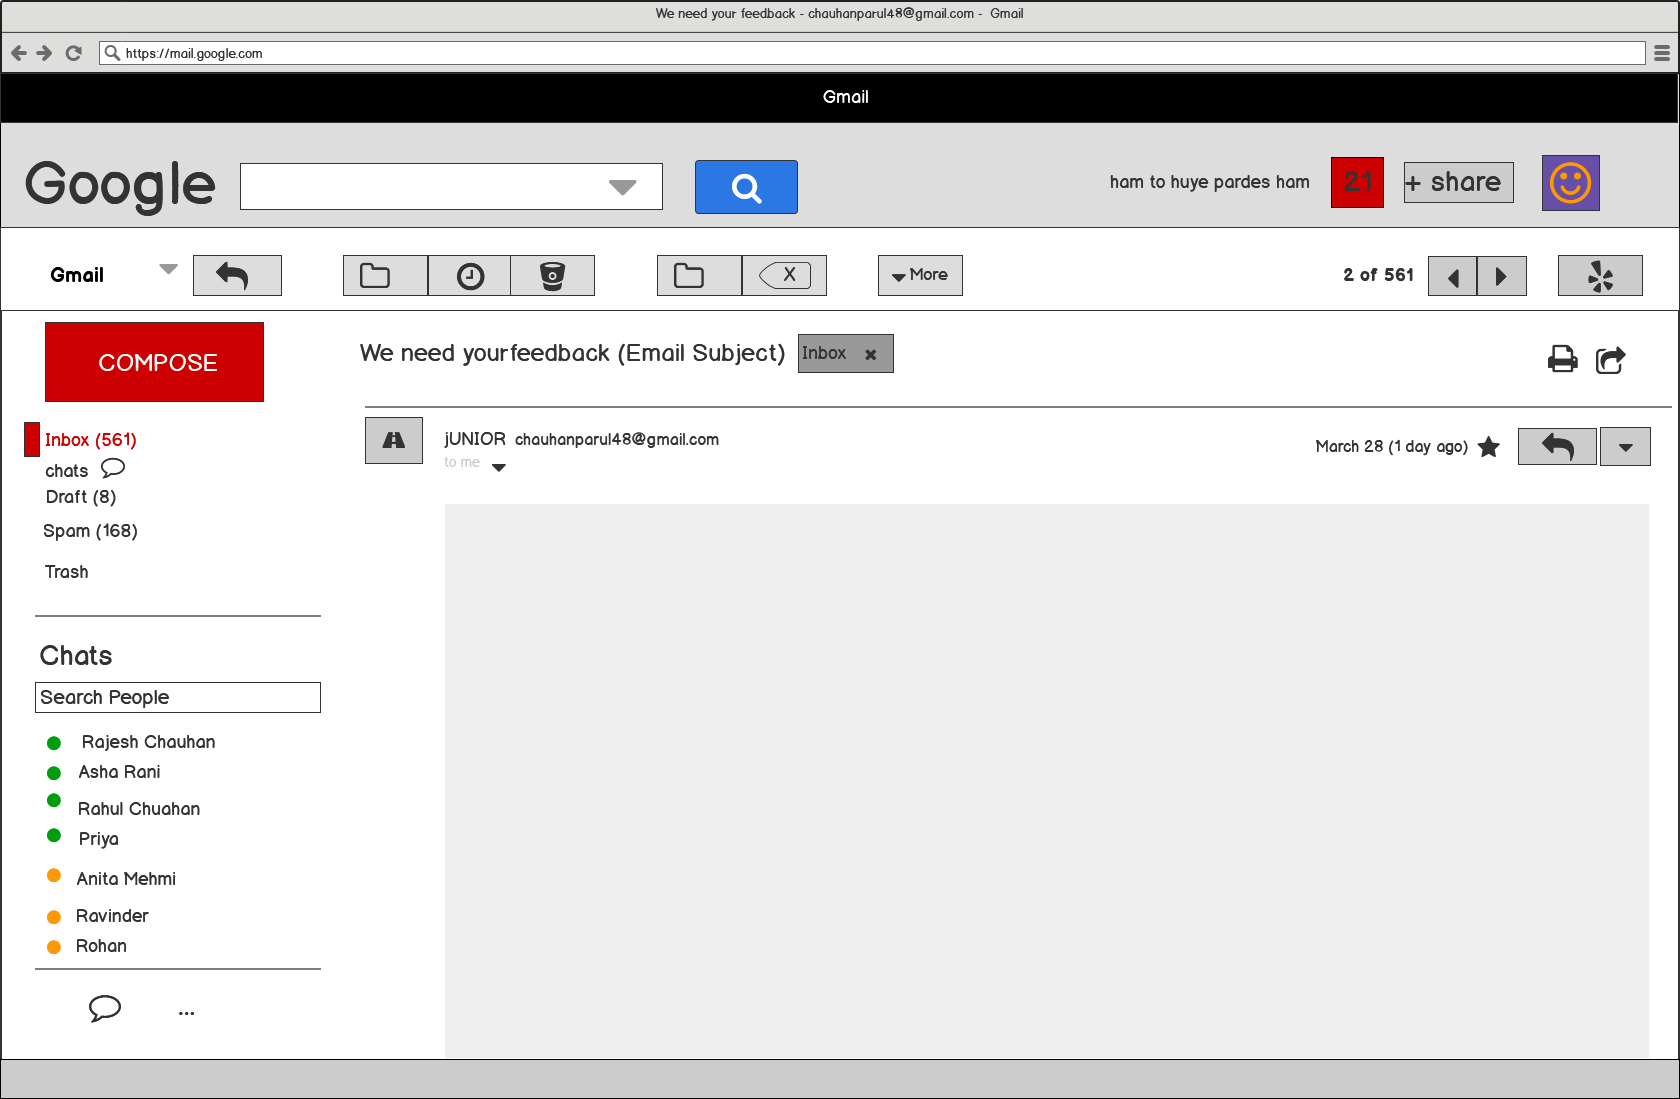 We need your feedback - chauhanparul48@gmail.com - Gmail
https://mail.google.com
Gmail
Google
ham to huye pardes ham
21
+ share
Gmail
X
More
2 of 561
COMPOSE
We need yourfeedback (Email Subject)
Inbox
Inbox (561)
jUNIOR chauhanparul48@gmail.com
March 28 (1 day ago)
to me
chats
Draft (8)
Spam (168)
Trash
Chats
Search People
Rajesh Chauhan
Asha Rani
Rahul Chuahan
Priya
Anita Mehmi
Ravinder
Rohan
...